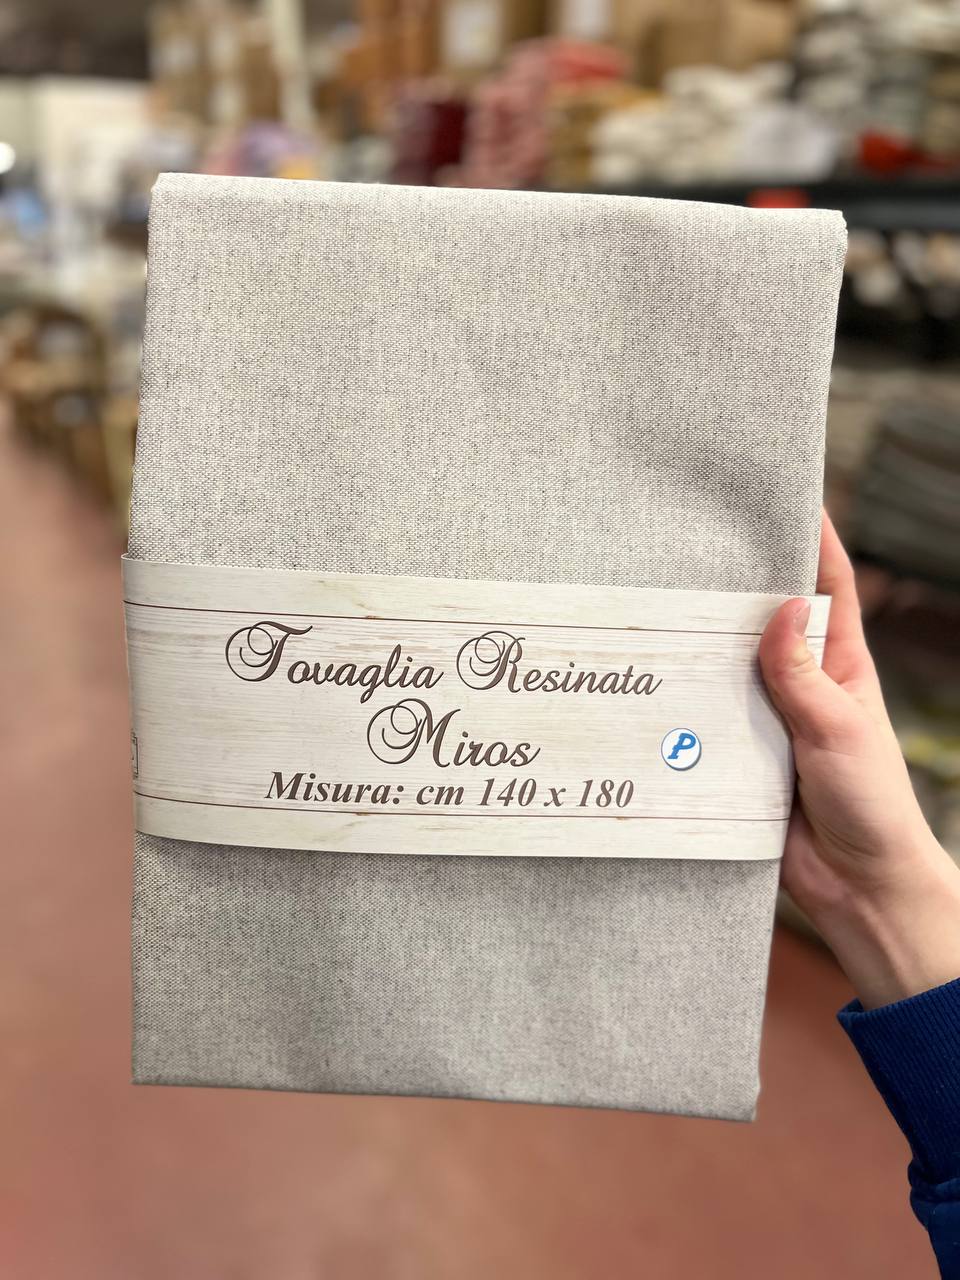 Tovaglia Resinata
Miros
P
Misura: cm 140 x 180